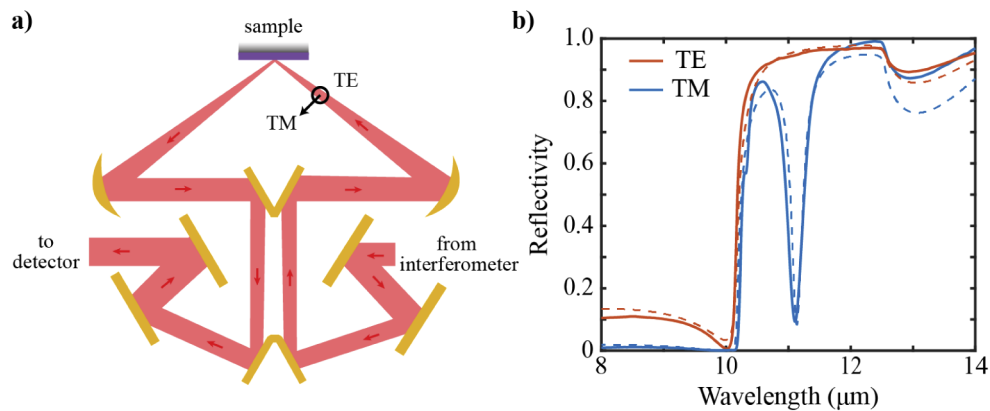 a)
sample
TE
TM
to
detector
from
interferometer
b)
Reflectivity
1.0
0.8
0.6
0.4
0.2
0
TE
TM
8
10
12
14
Wavelength (μm)